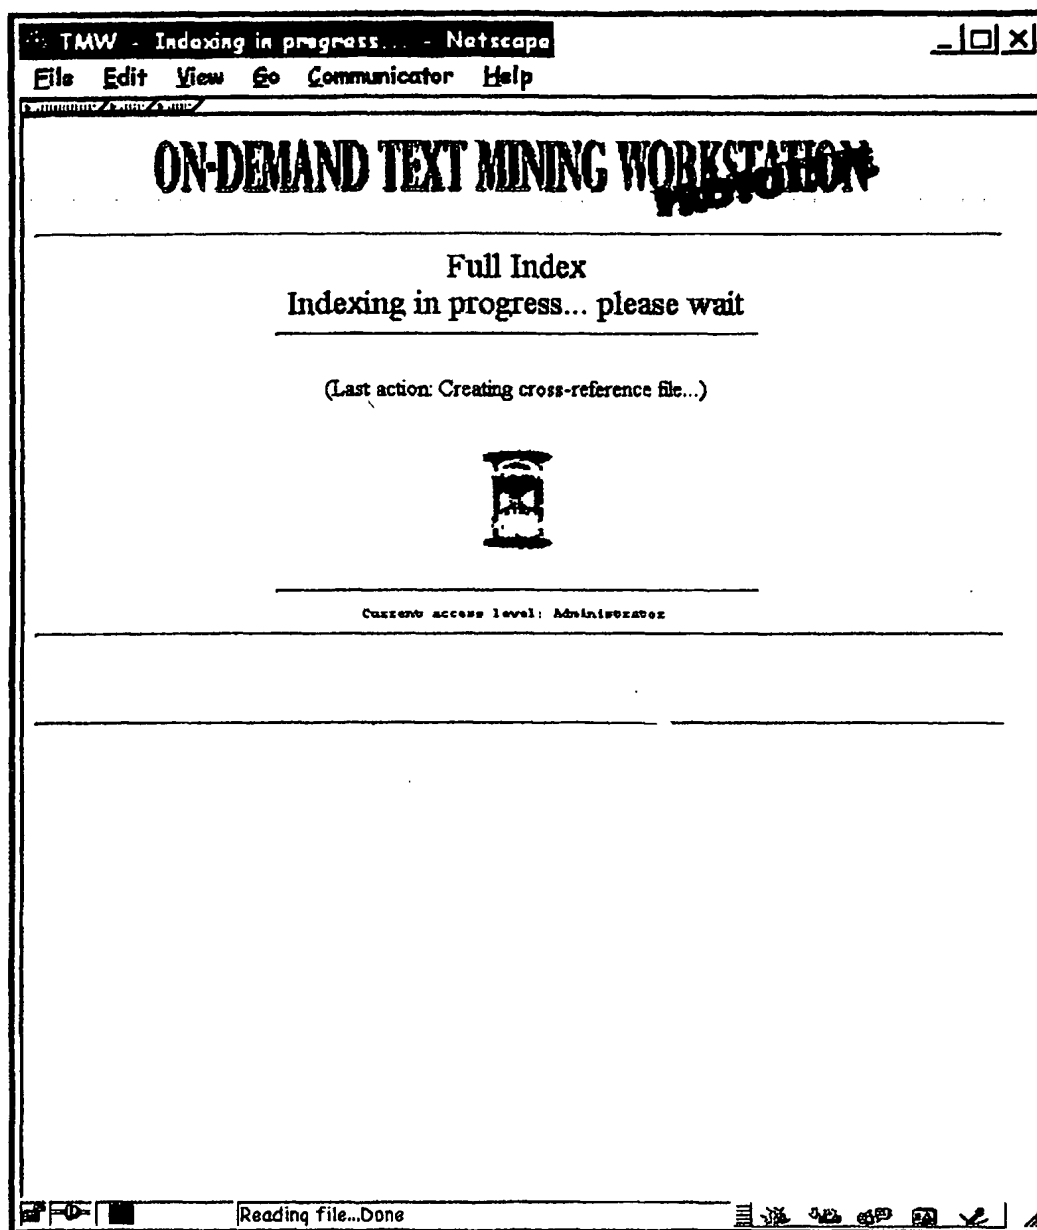 TMW - Indexing in progress... - Netscape
File Edit View Go Communicator Help
ON-DEMAND TEXT MINING WORKSTATION
Full Index
Indexing in progress... please wait
(Last action: Creating cross-reference file...)
Current access level: Administrator
Reading file...Done